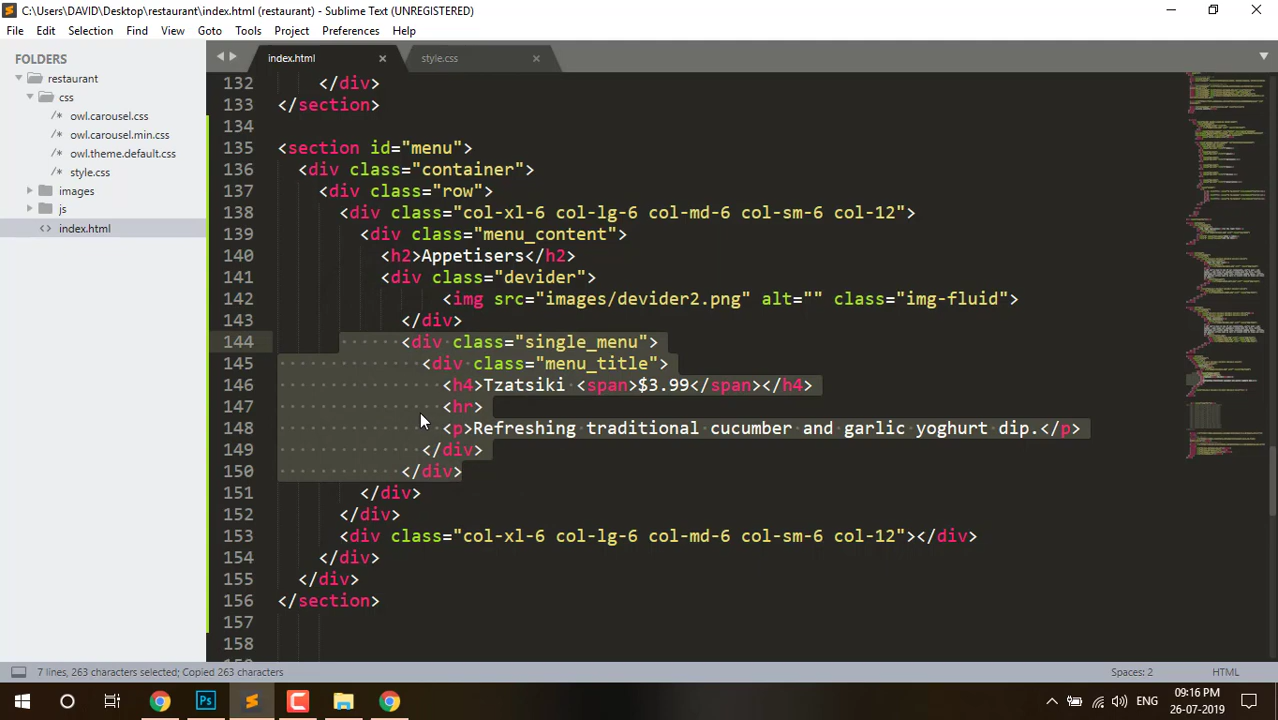 C:\Users\DAVID\Desktop\restaurant\index.html (restaurant) - Sublime Text (UNREGISTERED)
File Edit Selection Find View Goto Tools Project Preferences Help
FOLDERS
restaurant
css
/* owl.carousel.css
/* owl.carousel.min.css
/* owl.theme.default.css
/* style.css
images
js
<> index.html
index.html × style.css ×
132 </div>
133 </section>
134
135 <section id="menu">
136 <div class="container">
137 <div class="row">
138 <div class="col-xl-6 col-lg-6 col-md-6 col-sm-6 col-12">
139 <div class="menu_content">
140 <h2>Appetisers</h2>
141 <div class="devider">
142 <img src="images/devider2.png" alt="" class="img-fluid">
143 </div>
144 <div class="single_menu">
145 <div class="menu_title">
146 <h4>Tzatsiki <span>$3.99</span></h4>
147 <hr>
148 <p>Refreshing traditional cucumber and garlic yoghurt dip.</p>
149 </div>
150 </div>
151 </div>
152 </div>
153 <div class="col-xl-6 col-lg-6 col-md-6 col-sm-6 col-12"></div>
154 </div>
155 </div>
156 </section>
157
158
7 lines, 263 characters selected; Copied 263 characters Spaces: 2 HTML
Ps ENG 09:16 PM
26-07-2019